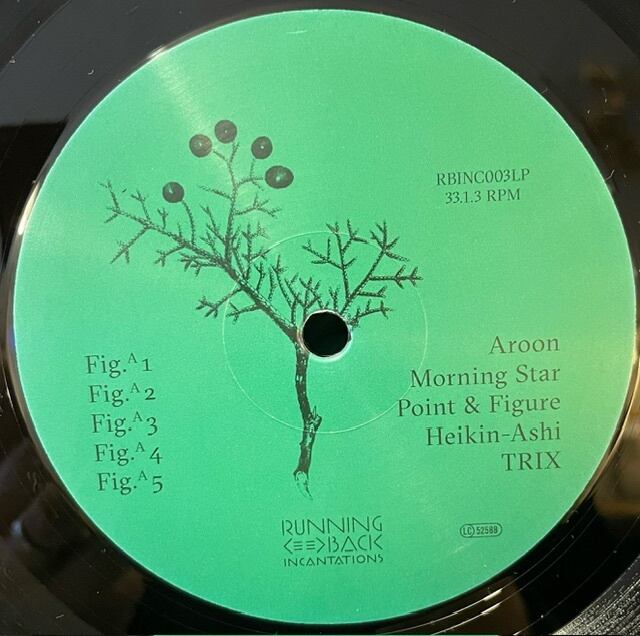 RBINC003LP
33.1.3 RPM
Fig.ᴬ1
Fig.ᴬ2
Fig.ᴬ3
Fig.ᴬ4
Fig.ᴬ5
Aroon
Morning Star
Point & Figure
Heikin-Ashi
TRIX
A
RUNNING
BACK
INCANTATIONS
LC 52588